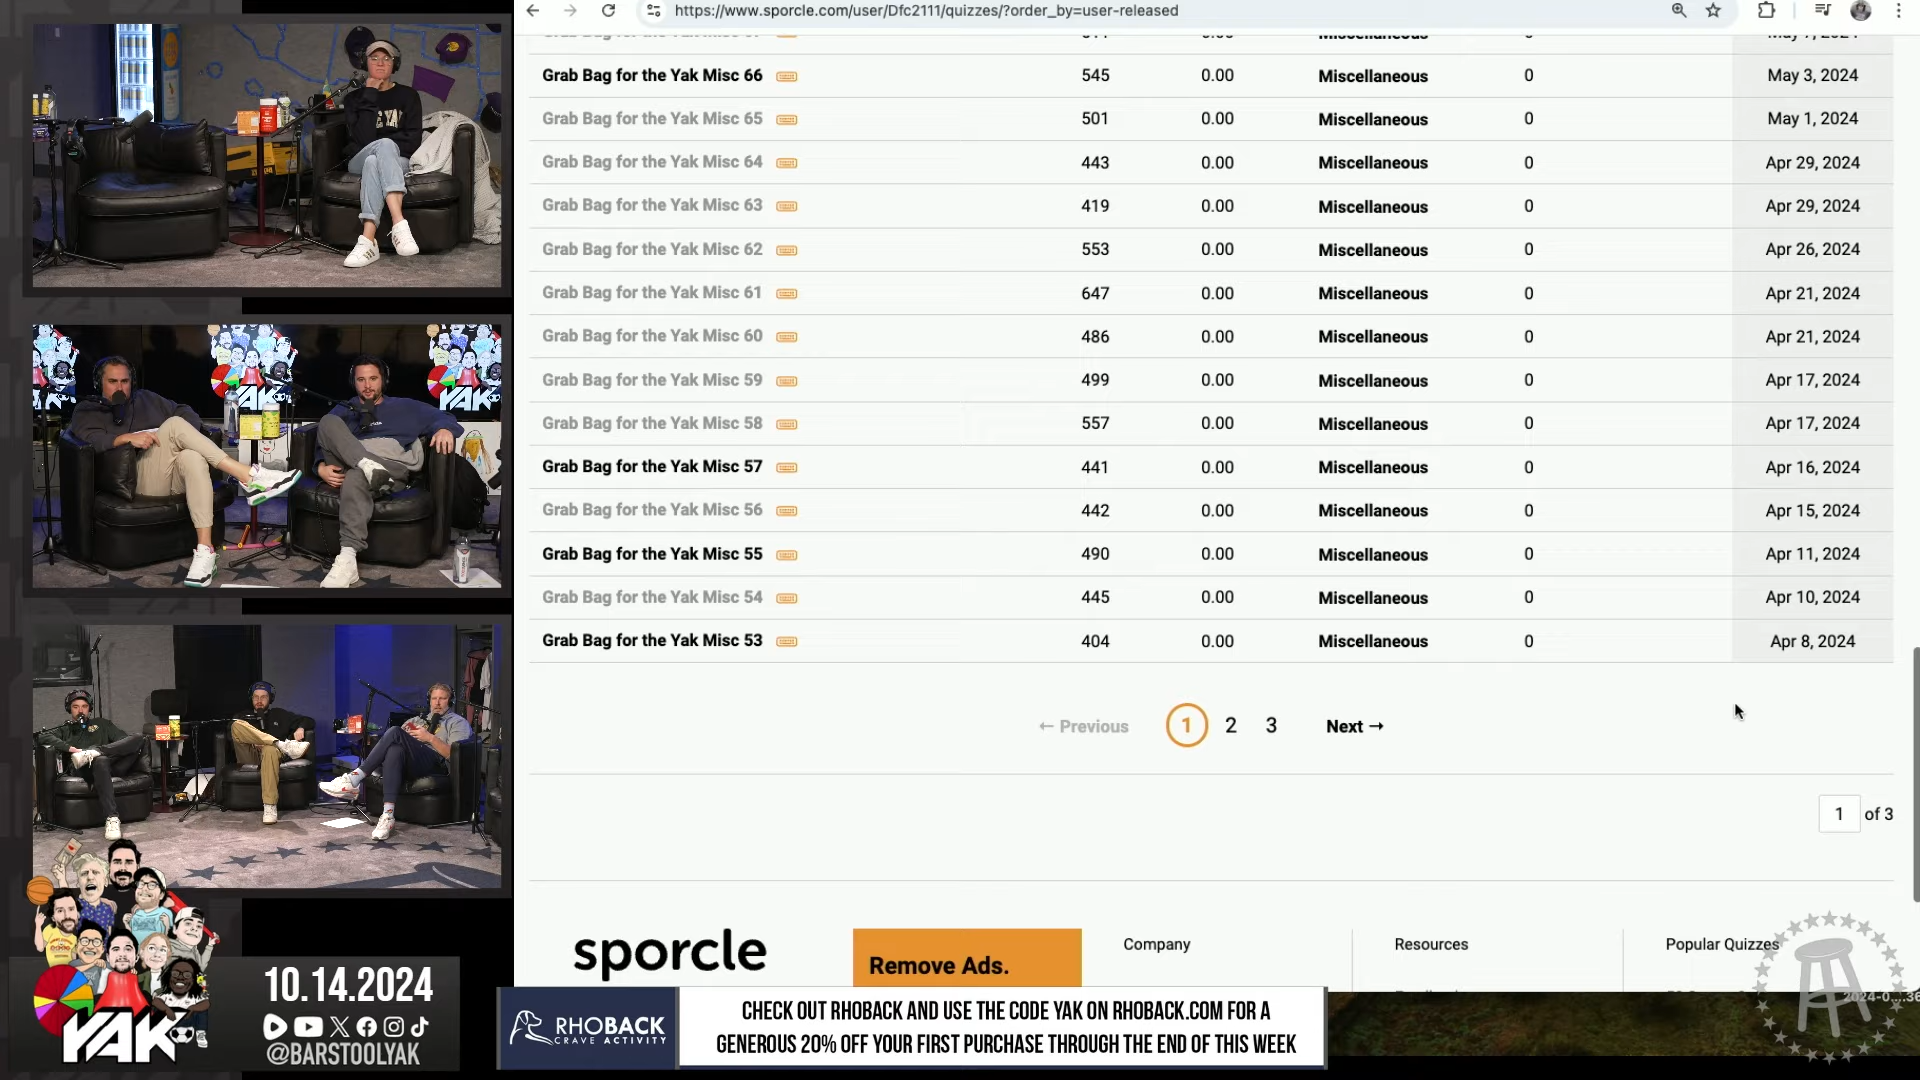 https://www.sporcle.com/user/Dfc2111/quizzes/?order_by=user-released
Grab Bag for the Yak Misc 66 545 0.00 Miscellaneous 0 May 3, 2024
Grab Bag for the Yak Misc 65 501 0.00 Miscellaneous 0 May 1, 2024
Grab Bag for the Yak Misc 64 443 0.00 Miscellaneous 0 Apr 29, 2024
Grab Bag for the Yak Misc 63 419 0.00 Miscellaneous 0 Apr 29, 2024
Grab Bag for the Yak Misc 62 553 0.00 Miscellaneous 0 Apr 26, 2024
Grab Bag for the Yak Misc 61 647 0.00 Miscellaneous 0 Apr 21, 2024
Grab Bag for the Yak Misc 60 486 0.00 Miscellaneous 0 Apr 21, 2024
Grab Bag for the Yak Misc 59 499 0.00 Miscellaneous 0 Apr 17, 2024
Grab Bag for the Yak Misc 58 557 0.00 Miscellaneous 0 Apr 17, 2024
Grab Bag for the Yak Misc 57 441 0.00 Miscellaneous 0 Apr 16, 2024
Grab Bag for the Yak Misc 56 442 0.00 Miscellaneous 0 Apr 15, 2024
Grab Bag for the Yak Misc 55 490 0.00 Miscellaneous 0 Apr 11, 2024
Grab Bag for the Yak Misc 54 445 0.00 Miscellaneous 0 Apr 10, 2024
Grab Bag for the Yak Misc 53 404 0.00 Miscellaneous 0 Apr 8, 2024
← Previous 1 2 3 Next →
1 of 3
sporcle
Remove Ads.
Company
Resources
Popular Quizzes
YAK
10.14.2024
@BARSTOOLYAK
RHOBACK
CRAVE ACTIVITY
CHECK OUT RHOBACK AND USE THE CODE YAK ON RHOBACK.COM FOR A
GENEROUS 20% OFF YOUR FIRST PURCHASE THROUGH THE END OF THIS WEEK